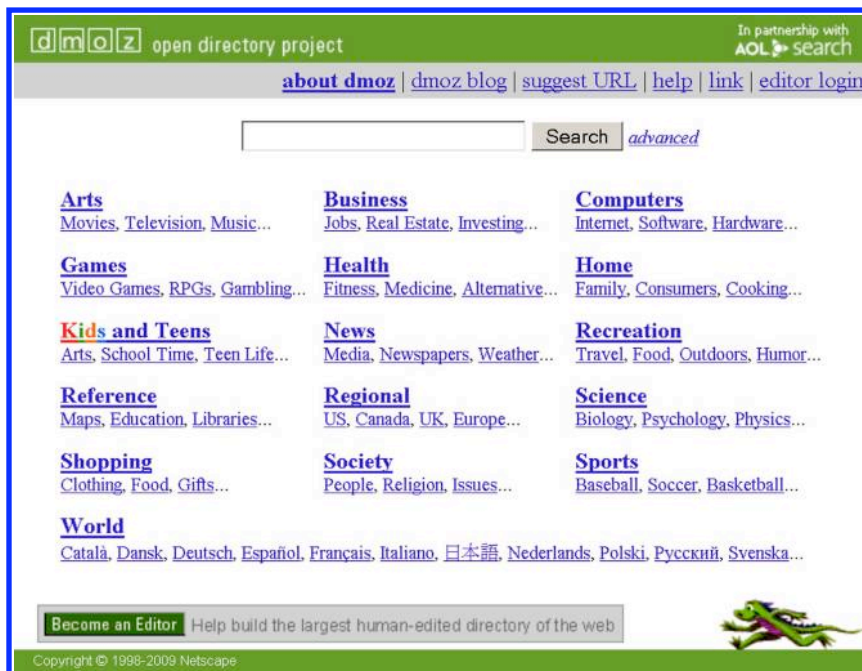 dmoz open directory project
In partnership with
AOL search
about dmoz | dmoz blog | suggest URL | help | link | editor login
Search advanced
Arts
Movies, Television, Music...
Business
Jobs, Real Estate, Investing...
Computers
Internet, Software, Hardware...
Games
Video Games, RPGs, Gambling...
Health
Fitness, Medicine, Alternative...
Home
Family, Consumers, Cooking...
Kids and Teens
Arts, School Time, Teen Life...
News
Media, Newspapers, Weather...
Recreation
Travel, Food, Outdoors, Humor...
Reference
Maps, Education, Libraries...
Regional
US, Canada, UK, Europe...
Science
Biology, Psychology, Physics...
Shopping
Clothing, Food, Gifts...
Society
People, Religion, Issues...
Sports
Baseball, Soccer, Basketball...
World
Català, Dansk, Deutsch, Español, Français, Italiano, 日本語, Nederlands, Polski, Русский, Svenska...
Become an Editor Help build the largest human-edited directory of the web
Copyright © 1998-2009 Netscape